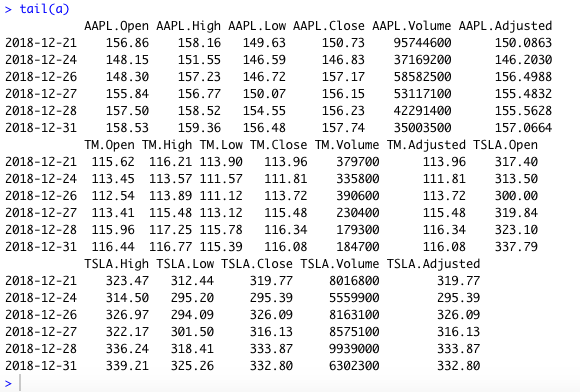 > tail(a)
AAPL.Open AAPL.High AAPL.Low AAPL.Close AAPL.Volume AAPL.Adjusted
2018-12-21 156.86 158.16 149.63 150.73 95744600 150.0863
2018-12-24 148.15 151.55 146.59 146.83 37169200 146.2030
2018-12-26 148.30 157.23 146.72 157.17 58582500 156.4988
2018-12-27 155.84 156.77 150.07 156.15 53117100 155.4832
2018-12-28 157.50 158.52 154.55 156.23 42291400 155.5628
2018-12-31 158.53 159.36 156.48 157.74 35003500 157.0664
TM.Open TM.High TM.Low TM.Close TM.Volume TM.Adjusted TSLA.Open
2018-12-21 115.62 116.21 113.90 113.96 379700 113.96 317.40
2018-12-24 113.45 113.57 111.57 111.81 335800 111.81 313.50
2018-12-26 112.54 113.89 111.12 113.72 390600 113.72 300.00
2018-12-27 113.41 115.48 113.12 115.48 230400 115.48 319.84
2018-12-28 115.96 117.25 115.78 116.34 179300 116.34 323.10
2018-12-31 116.44 116.77 115.39 116.08 184700 116.08 337.79
TSLA.High TSLA.Low TSLA.Close TSLA.Volume TSLA.Adjusted
2018-12-21 323.47 312.44 319.77 8016800 319.77
2018-12-24 314.50 295.20 295.39 5559900 295.39
2018-12-26 326.97 294.09 326.09 8163100 326.09
2018-12-27 322.17 301.50 316.13 8575100 316.13
2018-12-28 336.24 318.41 333.87 9939000 333.87
2018-12-31 339.21 325.26 332.80 6302300 332.80
>